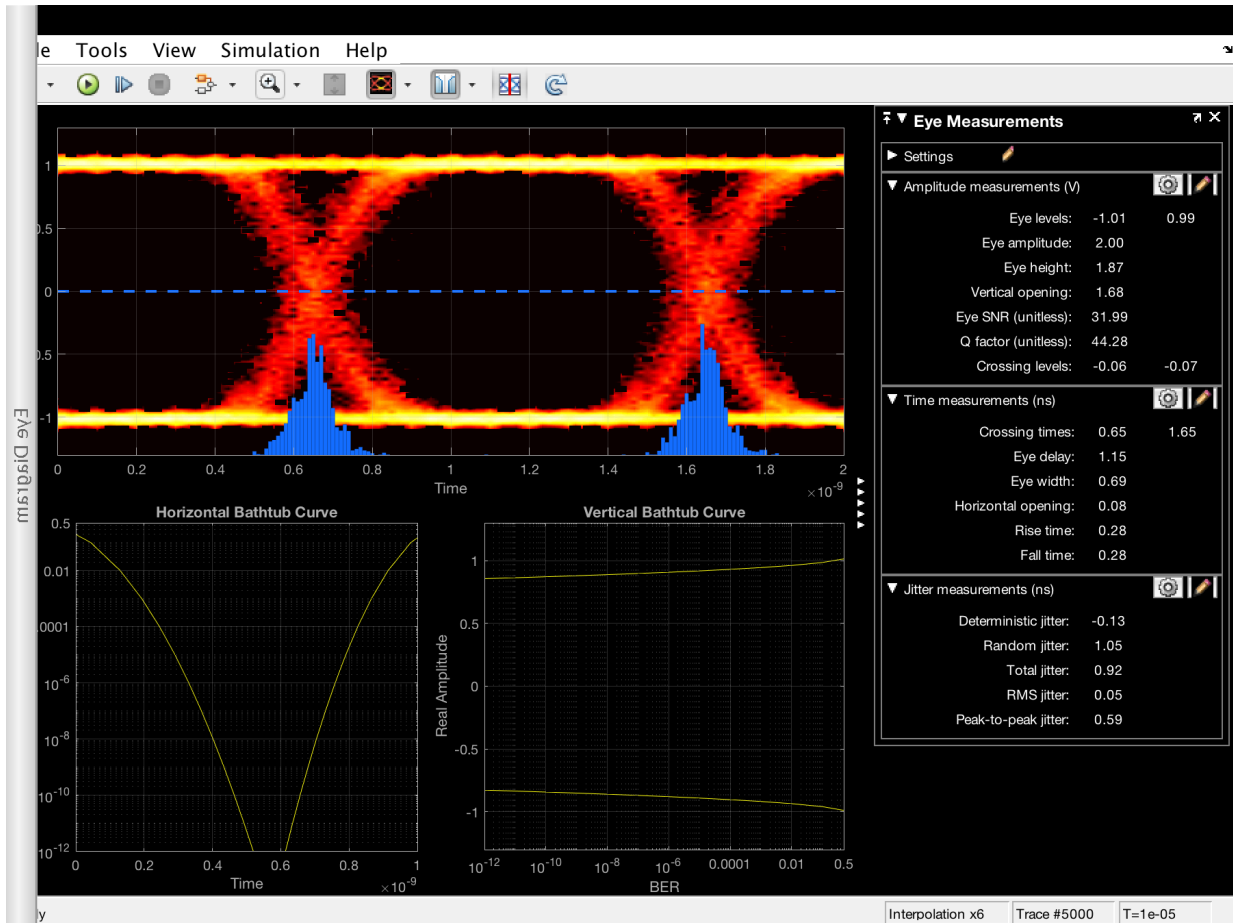 le Tools View Simulation Help
Eye Diagram
1
0.5
0
-0.5
-1
0 0.2 0.4 0.6 0.8 1 1.2 1.4 1.6 1.8 2
Time
×10-9
Horizontal Bathtub Curve
0.5
0.01
0.0001
10-6
10-8
10-10
10-12
0 0.2 0.4 0.6 0.8 1
Time
×10-9
Vertical Bathtub Curve
Real Amplitude
1
0.5
0
-0.5
-1
10-12 10-10 10-8 10-6 0.0001 0.01 0.5
BER
Eye Measurements
Settings
Amplitude measurements (V)
Eye levels: -1.01 0.99
Eye amplitude: 2.00
Eye height: 1.87
Vertical opening: 1.68
Eye SNR (unitless): 31.99
Q factor (unitless): 44.28
Crossing levels: -0.06 -0.07
Time measurements (ns)
Crossing times: 0.65 1.65
Eye delay: 1.15
Eye width: 0.69
Horizontal opening: 0.08
Rise time: 0.28
Fall time: 0.28
Jitter measurements (ns)
Deterministic jitter: -0.13
Random jitter: 1.05
Total jitter: 0.92
RMS jitter: 0.05
Peak-to-peak jitter: 0.59
y
Interpolation x6 Trace #5000 T=1e-05